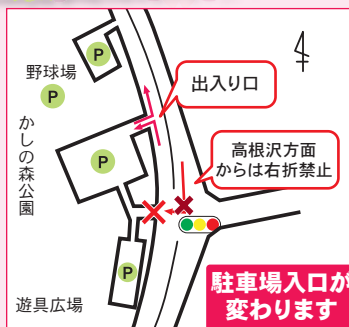 P
野球場
P
出入り口
かしの森公園
P
高根沢方面
からは右折禁止
P
遊具広場
駐車場入口が
変わります